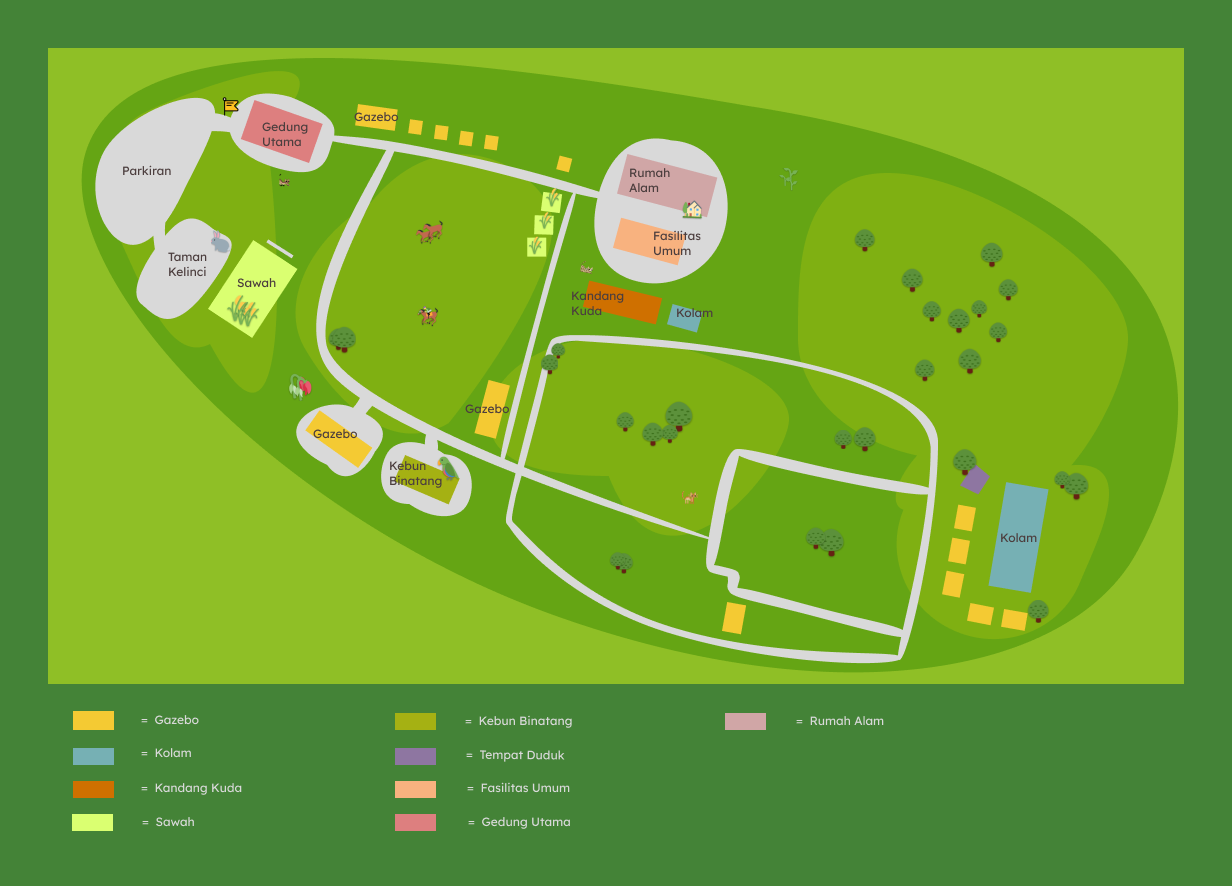 Gazebo
Gedung
Utama
Parkiran
Rumah
Alam
Fasilitas
Umum
Taman
Kelinci
Sawah
Kandang
Kuda
Kolam
Gazebo
Gazebo
Kebun
Binatang
Kolam
= Gazebo
= Kolam
= Kandang Kuda
= Sawah
= Kebun Binatang
= Tempat Duduk
= Fasilitas Umum
= Gedung Utama
= Rumah Alam